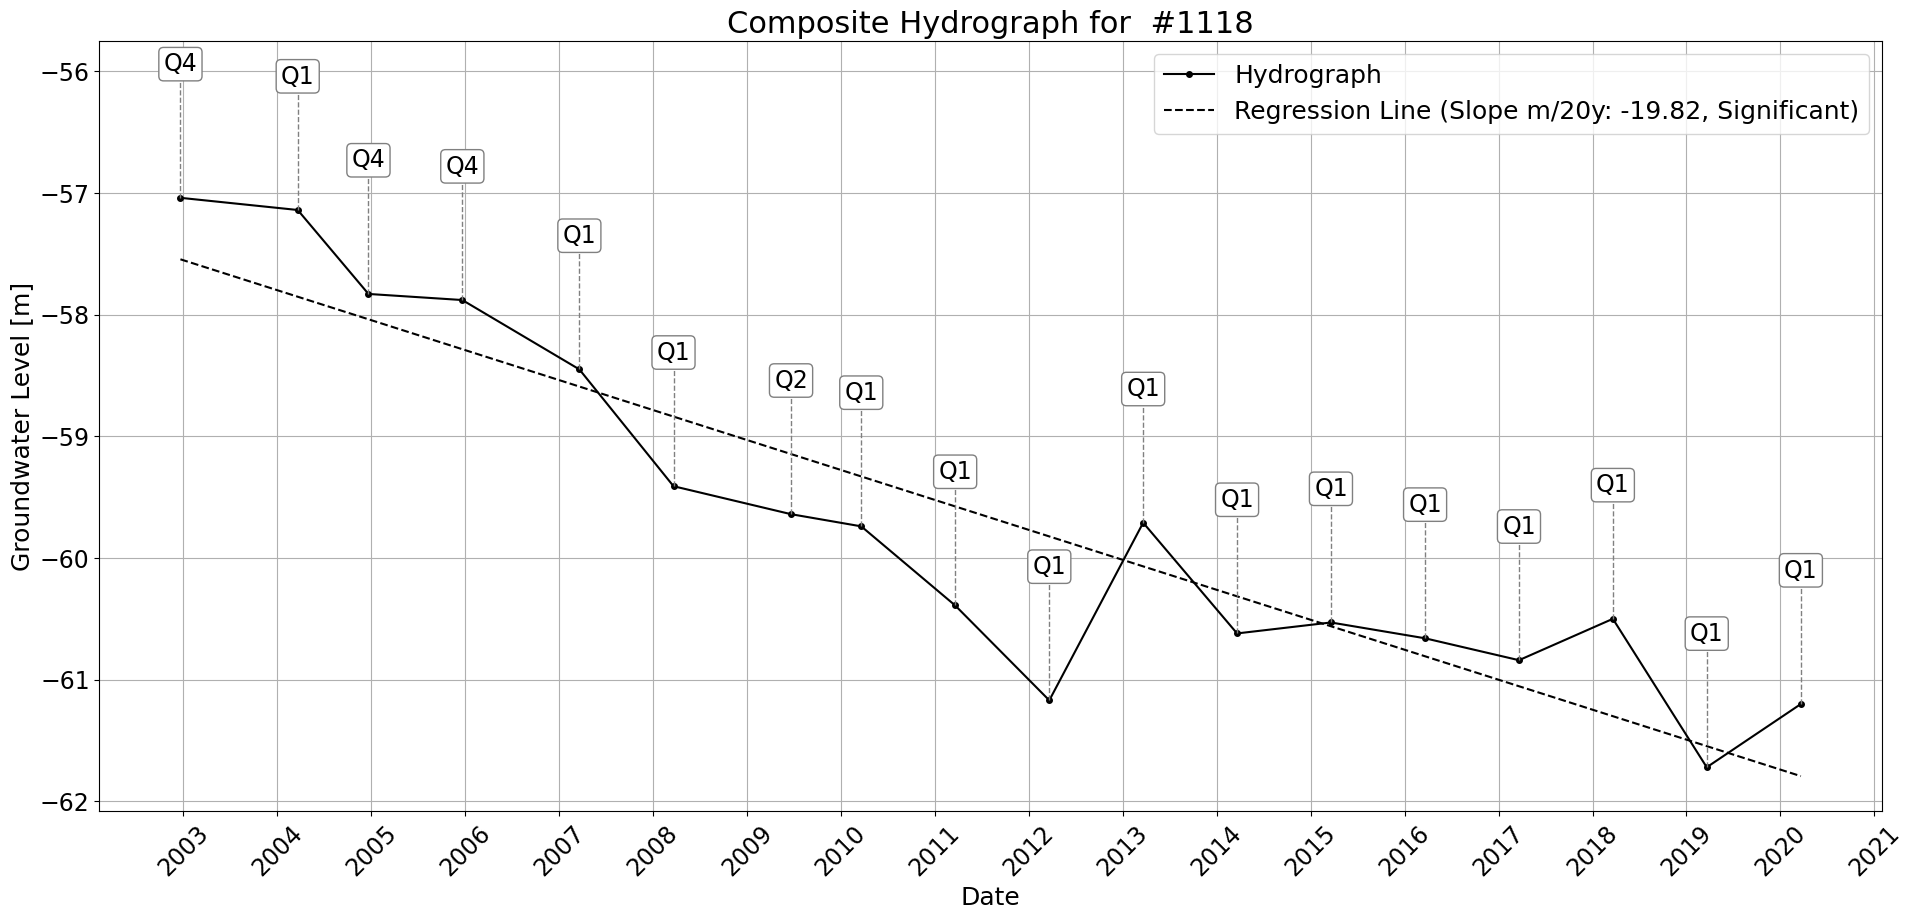 Composite Hydrograph for  #1118
Hydrograph
Regression Line (Slope m/20y: -19.82, Significant)
Groundwater Level [m]
−56
−57
−58
−59
−60
−61
−62
Q4
Q1
Q4
Q4
Q1
Q1
Q2
Q1
Q1
Q1
Q1
Q1
Q1
Q1
Q1
Q1
Q1
Q1
2003
2004
2005
2006
2007
2008
2009
2010
2011
2012
2013
2014
2015
2016
2017
2018
2019
2020
2021
Date